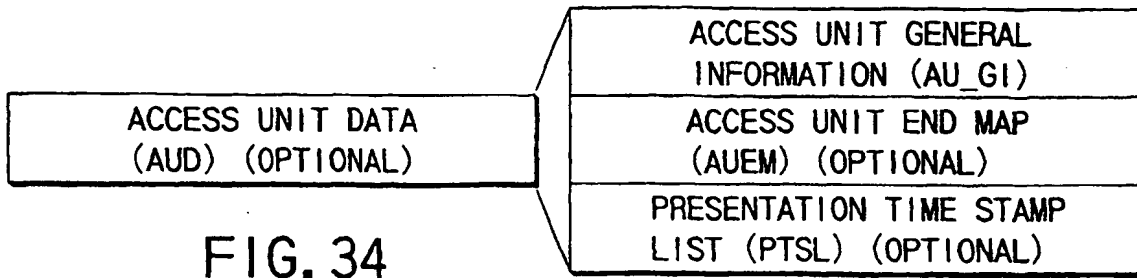 ACCESS UNIT DATA
(AUD) (OPTIONAL)
ACCESS UNIT GENERAL
INFORMATION (AU_GI)
ACCESS UNIT END MAP
(AUEM) (OPTIONAL)
PRESENTATION TIME STAMP
LIST (PTSL) (OPTIONAL)
FIG. 34